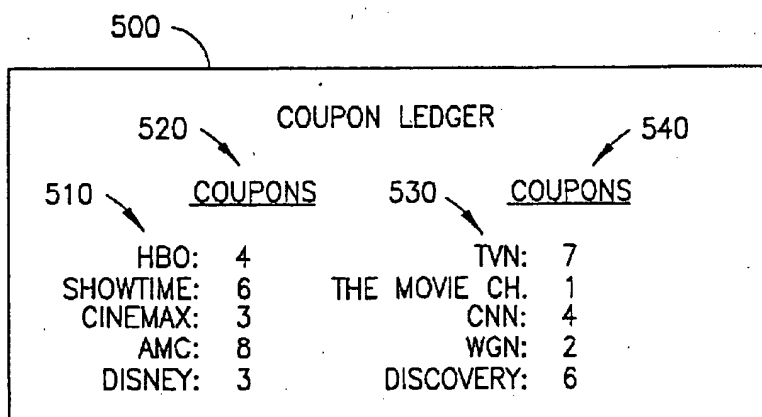 500
COUPON LEDGER
520 540
COUPONS COUPONS
510 530
HBO: 4 TVN: 7
SHOWTIME: 6 THE MOVIE CH. 1
CINEMAX: 3 CNN: 4
AMC: 8 WGN: 2
DISNEY: 3 DISCOVERY: 6